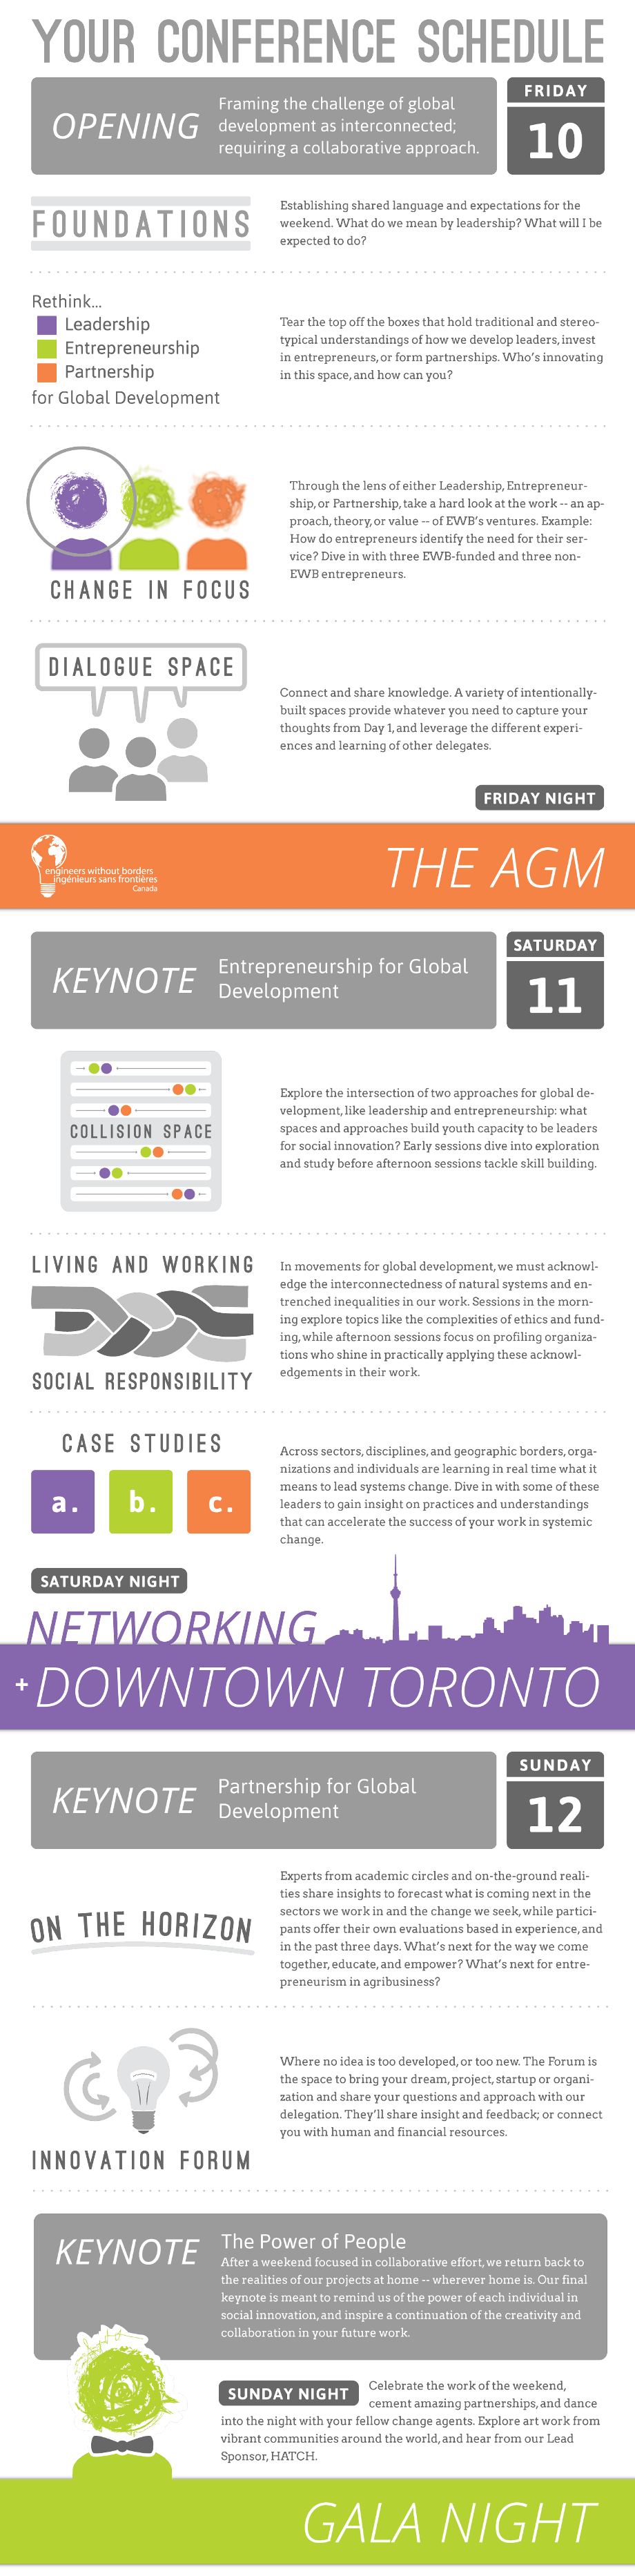 YOUR CONFERENCE SCHEDULE
OPENING
Framing the challenge of global
development as interconnected;
requiring a collaborative approach.
FRIDAY
10
FOUNDATIONS
Establishing shared language and expectations for the
weekend. What do we mean by leadership? What will I be
expected to do?
Rethink...
Leadership
Entrepreneurship
Partnership
for Global Development
Tear the top off the boxes that hold traditional and stereo-
typical understandings of how we develop leaders, invest
in entrepreneurs, or form partnerships. Who's innovating
in this space, and how can you?
CHANGE IN FOCUS
Through the lens of either Leadership, Entrepreneur-
ship, or Partnership, take a hard look at the work -- an ap-
proach, theory, or value -- of EWB's ventures. Example:
How do entrepreneurs identify the need for their ser-
vice? Dive in with three EWB-funded and three non-
EWB entrepreneurs.
DIALOGUE SPACE
Connect and share knowledge. A variety of intentionally-
built spaces provide whatever you need to capture your
thoughts from Day 1, and leverage the different experi-
ences and learning of other delegates.
FRIDAY NIGHT
engineers without borders
ingénieurs sans frontières
Canada
THE AGM
KEYNOTE
Entrepreneurship for Global
Development
SATURDAY
11
COLLISION SPACE
Explore the intersection of two approaches for global de-
velopment, like leadership and entrepreneurship: what
spaces and approaches build youth capacity to be leaders
for social innovation? Early sessions dive into exploration
and study before afternoon sessions tackle skill building.
LIVING AND WORKING
SOCIAL RESPONSIBILITY
In movements for global development, we must acknowl-
edge the interconnectedness of natural systems and en-
trenched inequalities in our work. Sessions in the morn-
ing explore topics like the complexities of ethics and fund-
ing, while afternoon sessions focus on profiling organiza-
tions who shine in practically applying these acknowl-
edgements in their work.
CASE STUDIES
a.
b.
c.
Across sectors, disciplines, and geographic borders, orga-
nizations and individuals are learning in real time what it
means to lead systems change. Dive in with some of these
leaders to gain insight on practices and understandings
that can accelerate the success of your work in systemic
change.
SATURDAY NIGHT
NETWORKING
+ DOWNTOWN TORONTO
KEYNOTE
Partnership for Global
Development
SUNDAY
12
ON THE HORIZON
Experts from academic circles and on-the-ground reali-
ties share insights to forecast what is coming next in the
sectors we work in and the change we seek, while partici-
pants offer their own evaluations based in experience, and
in the past three days. What's next for the way we come
together, educate, and empower? What's next for entre-
preneurism in agribusiness?
INNOVATION FORUM
Where no idea is too developed, or too new. The Forum is
the space to bring your dream, project, startup or organi-
zation and share your questions and approach with our
delegation. They'll share insight and feedback; or connect
you with human and financial resources.
KEYNOTE
The Power of People
After a weekend focused in collaborative effort, we return back to
the realities of our projects at home -- wherever home is. Our final
keynote is meant to remind us of the power of each individual in
social innovation, and inspire a continuation of the creativity and
collaboration in your future work.
SUNDAY NIGHT
Celebrate the work of the weekend,
cement amazing partnerships, and dance
into the night with your fellow change agents. Explore art work from
vibrant communities around the world, and hear from our Lead
Sponsor, HATCH.
GALA NIGHT